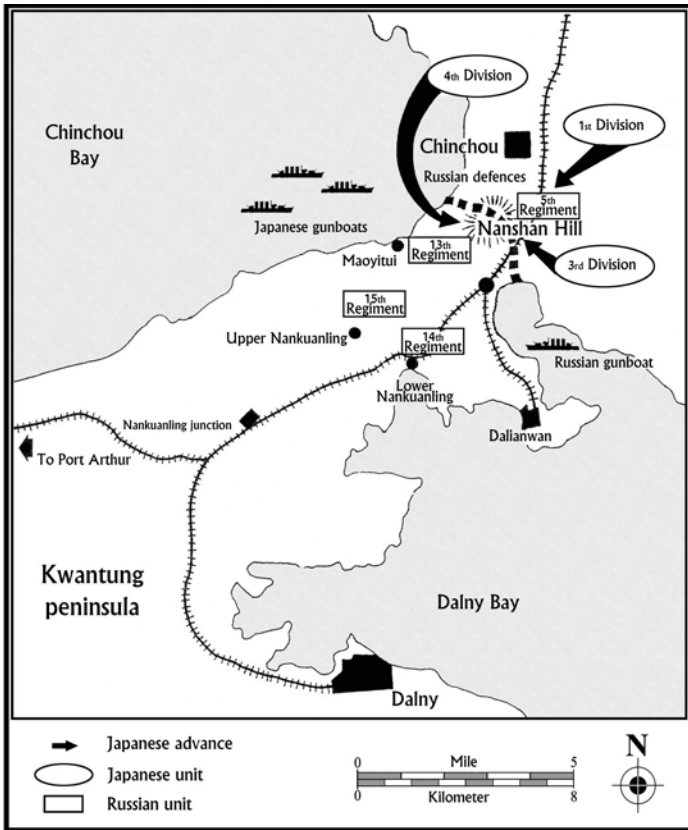 4th Division
Chinchou
Bay
1st Division
Chinchou
Russian defences
5th
Regiment
Nanshan Hill
Japanese gunboats
13th
Regiment
Maoyitui
3rd Division
15th
Regiment
Upper Nankuanling
14th
Regiment
Russian gunboat
Lower
Nankuanling
Nankuanling junction
Dalianwan
To Port Arthur
Kwantung
peninsula
Dalny Bay
Dalny
Japanese advance
Japanese unit
Russian unit
0 Mile 5
0 Kilometer 8
N